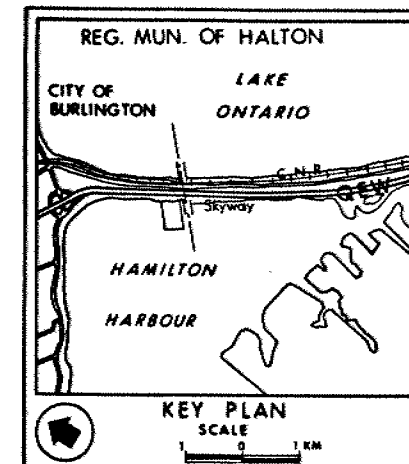 REG. MUN. OF HALTON
LAKE
ONTARIO
CITY OF
BURLINGTON
C.N.R.
QEW
Skyway
HAMILTON
HARBOUR
KEY PLAN
SCALE
1 0 1 KM